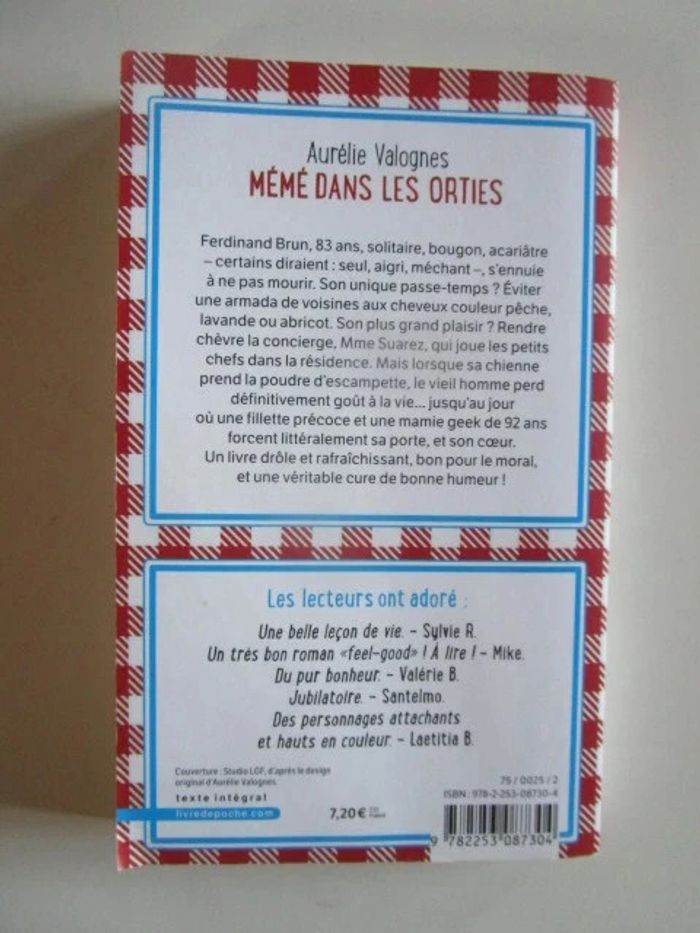 Aurélie Valognes
MÉMÉ DANS LES ORTIES
Ferdinand Brun, 83 ans, solitaire, bougon, acariâtre
– certains diraient : seul, aigri, méchant –, s'ennuie
à ne pas mourir. Son unique passe-temps ? Éviter
une armada de voisines aux cheveux couleur pêche,
lavande ou abricot. Son plus grand plaisir ? Rendre
chèvre la concierge, Mme Suarez, qui joue les petits
chefs dans la résidence. Mais lorsque sa chienne
prend la poudre d'escampette, le vieil homme perd
définitivement goût à la vie... jusqu'au jour
où une fillette précoce et une mamie geek de 92 ans
forcent littéralement sa porte, et son cœur.
Un livre drôle et rafraîchissant, bon pour le moral,
et une véritable cure de bonne humeur !
Les lecteurs ont adoré :
Une belle leçon de vie. – Sylvie R.
Un très bon roman «feel-good» ! À lire ! – Mike.
Du pur bonheur. – Valérie B.
Jubilatoire. – Santelmo.
Des personnages attachants
et hauts en couleur. – Laetitia B.
Couverture : Studio LGF, d'après le design
original d'Aurélie Valognes.
texte intégral
livredepoche.com
7,20 €
75 / 0025 / 2
ISBN : 978-2-253-08730-4
9 782253 087304